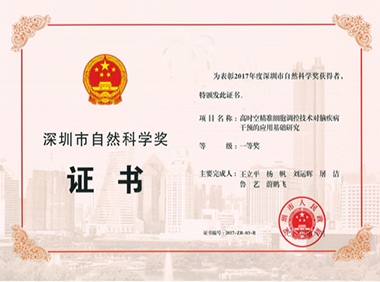 深圳市自然科学奖
证书
为表彰2017年度深圳市自然科学奖获得者，
特颁发此证书。
项目名称：高时空精准细胞调控技术对脑疾病
干预的应用基础研究
等级：一等奖
主要完成人：王立平 杨帆 刘运辉 屠洁
鲁艺 蔚鹏飞
证书编号：2017-ZR-03-R
深圳市人民政府